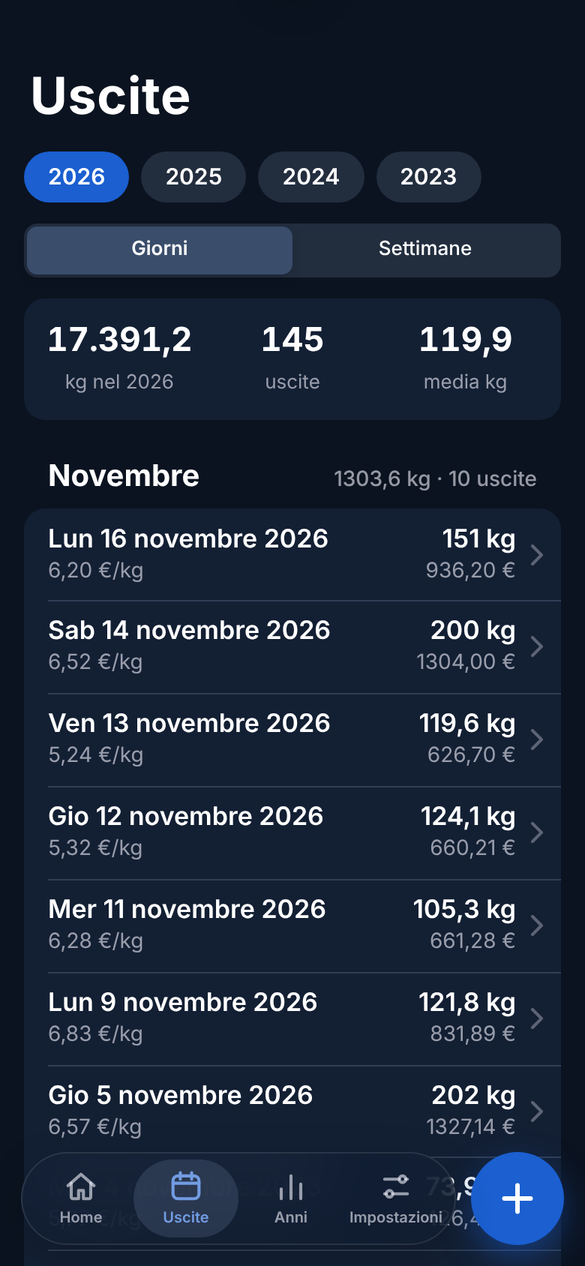 Uscite
2026 2025 2024 2023
Giorni Settimane
17.391,2 145 119,9
kg nel 2026 uscite media kg
Novembre 1303,6 kg · 10 uscite
Lun 16 novembre 2026 151 kg
6,20 €/kg 936,20 €
Sab 14 novembre 2026 200 kg
6,52 €/kg 1304,00 €
Ven 13 novembre 2026 119,6 kg
5,24 €/kg 626,70 €
Gio 12 novembre 2026 124,1 kg
5,32 €/kg 660,21 €
Mer 11 novembre 2026 105,3 kg
6,28 €/kg 661,28 €
Lun 9 novembre 2026 121,8 kg
6,83 €/kg 831,89 €
Gio 5 novembre 2026 202 kg
6,57 €/kg 1327,14 €
Home Uscite Anni Impostazioni